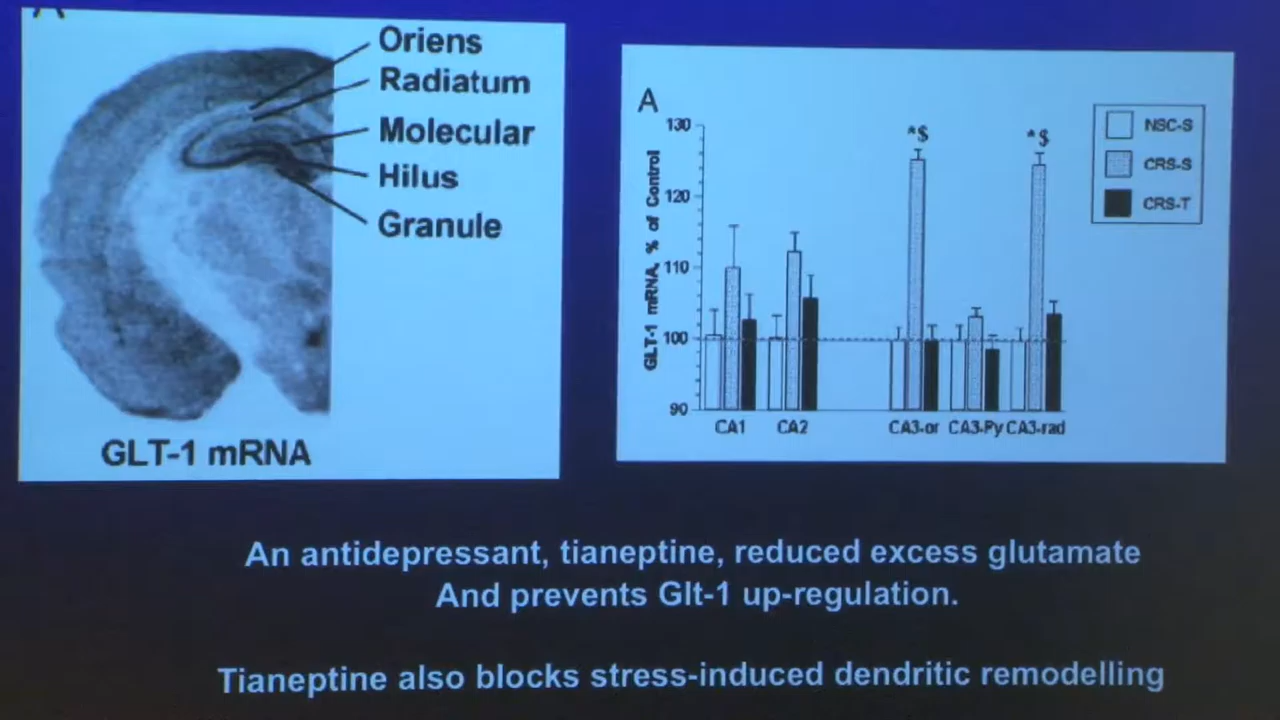 A
Oriens
Radiatum
Molecular
Hilus
Granule
GLT-1 mRNA
A
GLT-1 mRNA, % of Control
130
120
110
100
90
*$
*$
NSC-S
CRS-S
CRS-T
CA1
CA2
CA3-or
CA3-Py
CA3-rad
An antidepressant, tianeptine, reduced excess glutamate
And prevents Glt-1 up-regulation.
Tianeptine also blocks stress-induced dendritic remodelling